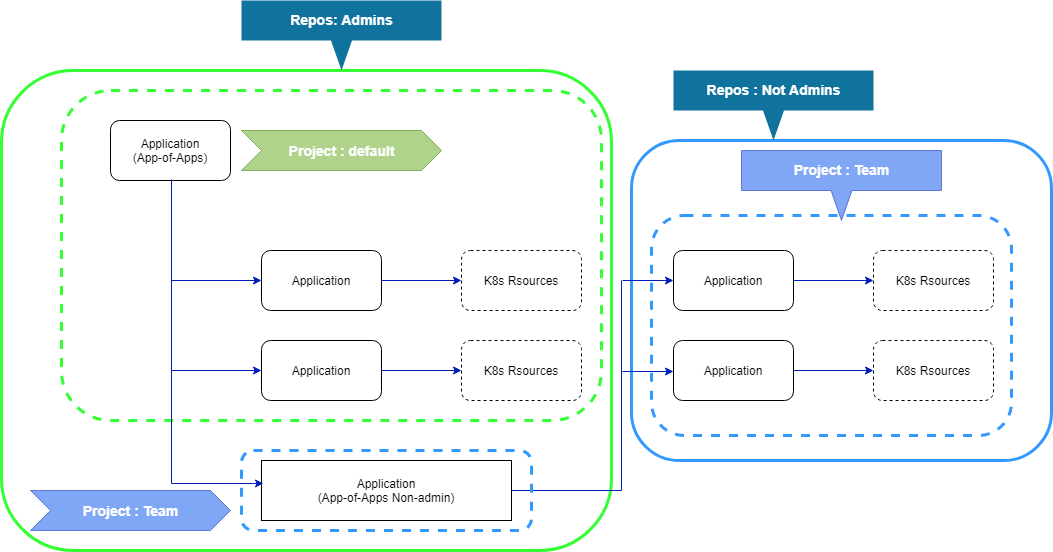 Repos: Admins
Repos : Not Admins
Application
(App-of-Apps)
Project : default
Project : Team
Application
K8s Rsources
Application
K8s Rsources
Application
K8s Rsources
Application
K8s Rsources
Application
(App-of-Apps Non-admin)
Project : Team